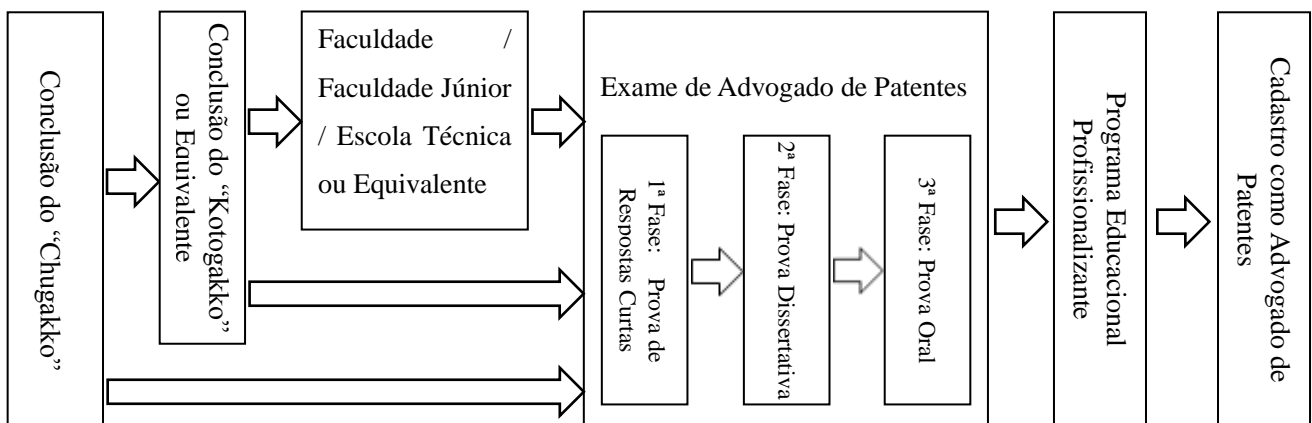 Conclusão do “Chugakko”
Conclusão do “Kotogakko”
ou Equivalente
Faculdade /
Faculdade Júnior
/ Escola Técnica
ou Equivalente
Exame de Advogado de Patentes
1ª Fase: Prova de
Respostas Curtas
2ª Fase: Prova Dissertativa
3ª Fase: Prova Oral
Programa Educacional
Profissionalizante
Cadastro como Advogado de
Patentes